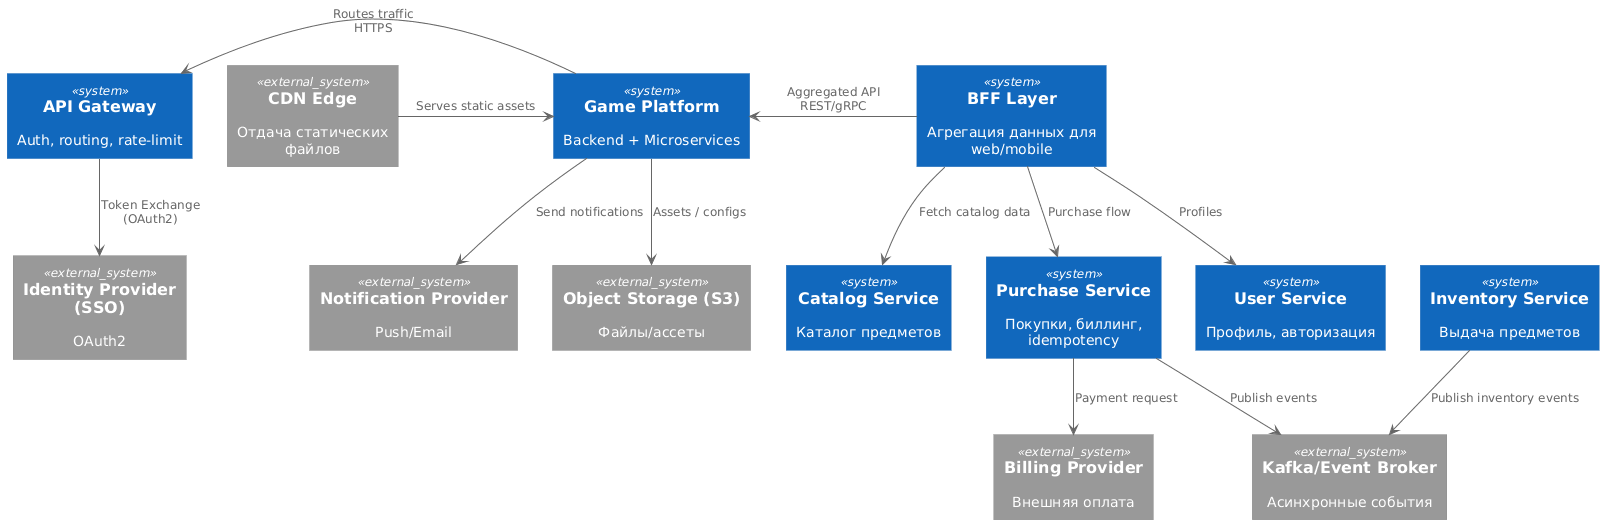 Routes traffic
HTTPS
«system»
API Gateway
Auth, routing, rate-limit
«external_system»
CDN Edge
Отдача статических
файлов
Serves static assets
«system»
Game Platform
Backend + Microservices
Aggregated API
REST/gRPC
«system»
BFF Layer
Агрегация данных для
web/mobile
Token Exchange
(OAuth2)
Send notifications
Assets / configs
Fetch catalog data
Purchase flow
Profiles
«external_system»
Identity Provider
(SSO)
OAuth2
«external_system»
Notification Provider
Push/Email
«external_system»
Object Storage (S3)
Файлы/ассеты
«system»
Catalog Service
Каталог предметов
«system»
Purchase Service
Покупки, биллинг,
idempotency
«system»
User Service
Профиль, авторизация
«system»
Inventory Service
Выдача предметов
Payment request
Publish events
Publish inventory events
«external_system»
Billing Provider
Внешняя оплата
«external_system»
Kafka/Event Broker
Асинхронные события